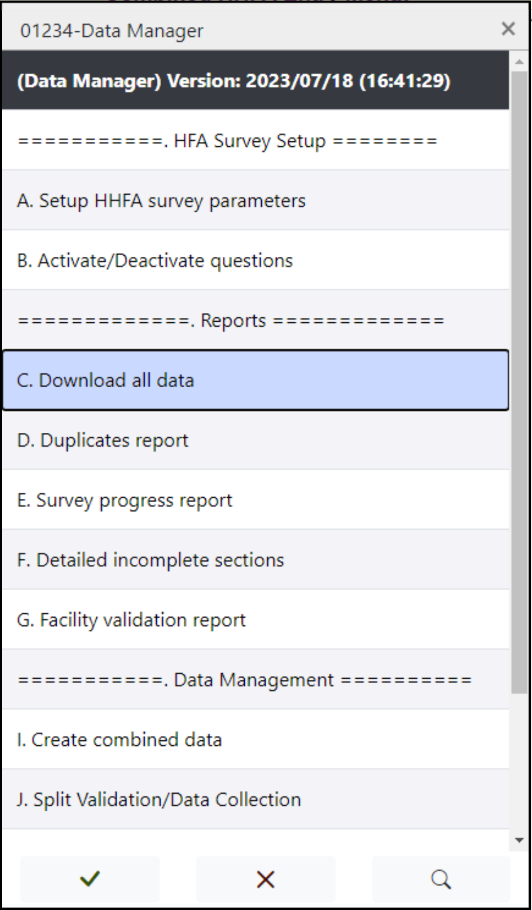 01234-Data Manager
(Data Manager) Version: 2023/07/18 (16:41:29)
===========. HFA Survey Setup ========
A. Setup HHFA survey parameters
B. Activate/Deactivate questions
=============. Reports =============
C. Download all data
D. Duplicates report
E. Survey progress report
F. Detailed incomplete sections
G. Facility validation report
===========. Data Management ==========
I. Create combined data
J. Split Validation/Data Collection